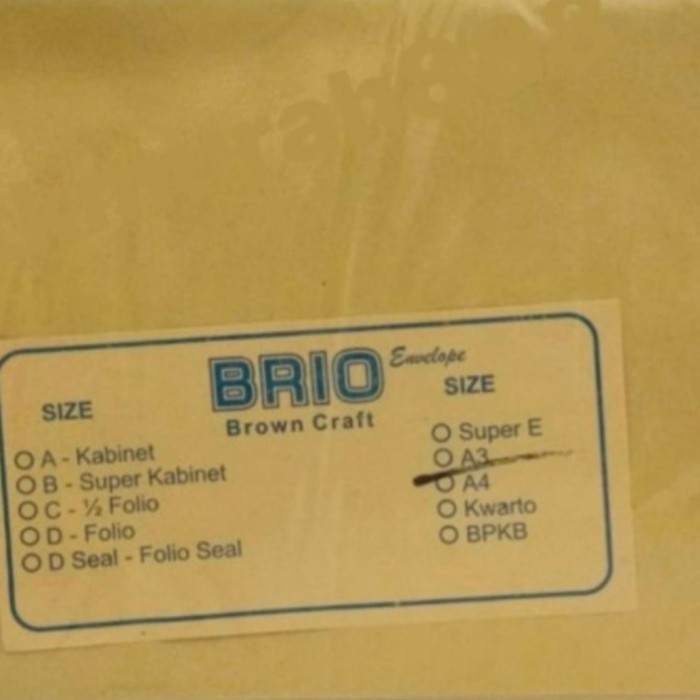 BRIO Envelope
Brown Craft
SIZE
A - Kabinet
B - Super Kabinet
C - ½ Folio
D - Folio
D Seal - Folio Seal
SIZE
Super E
A3
A4
Kwarto
BPKB